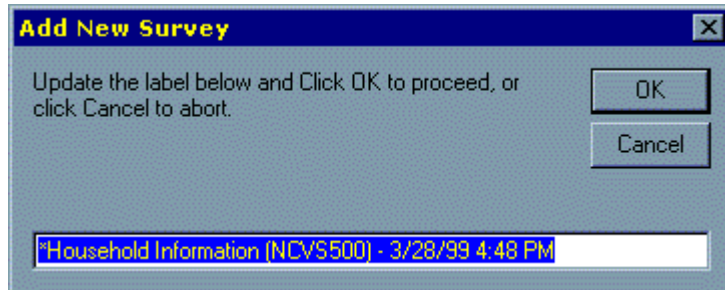 Add New Survey
Update the label below and Click OK to proceed, or
click Cancel to abort.
OK
Cancel
*Household Information (NCVS500) - 3/28/99 4:48 PM